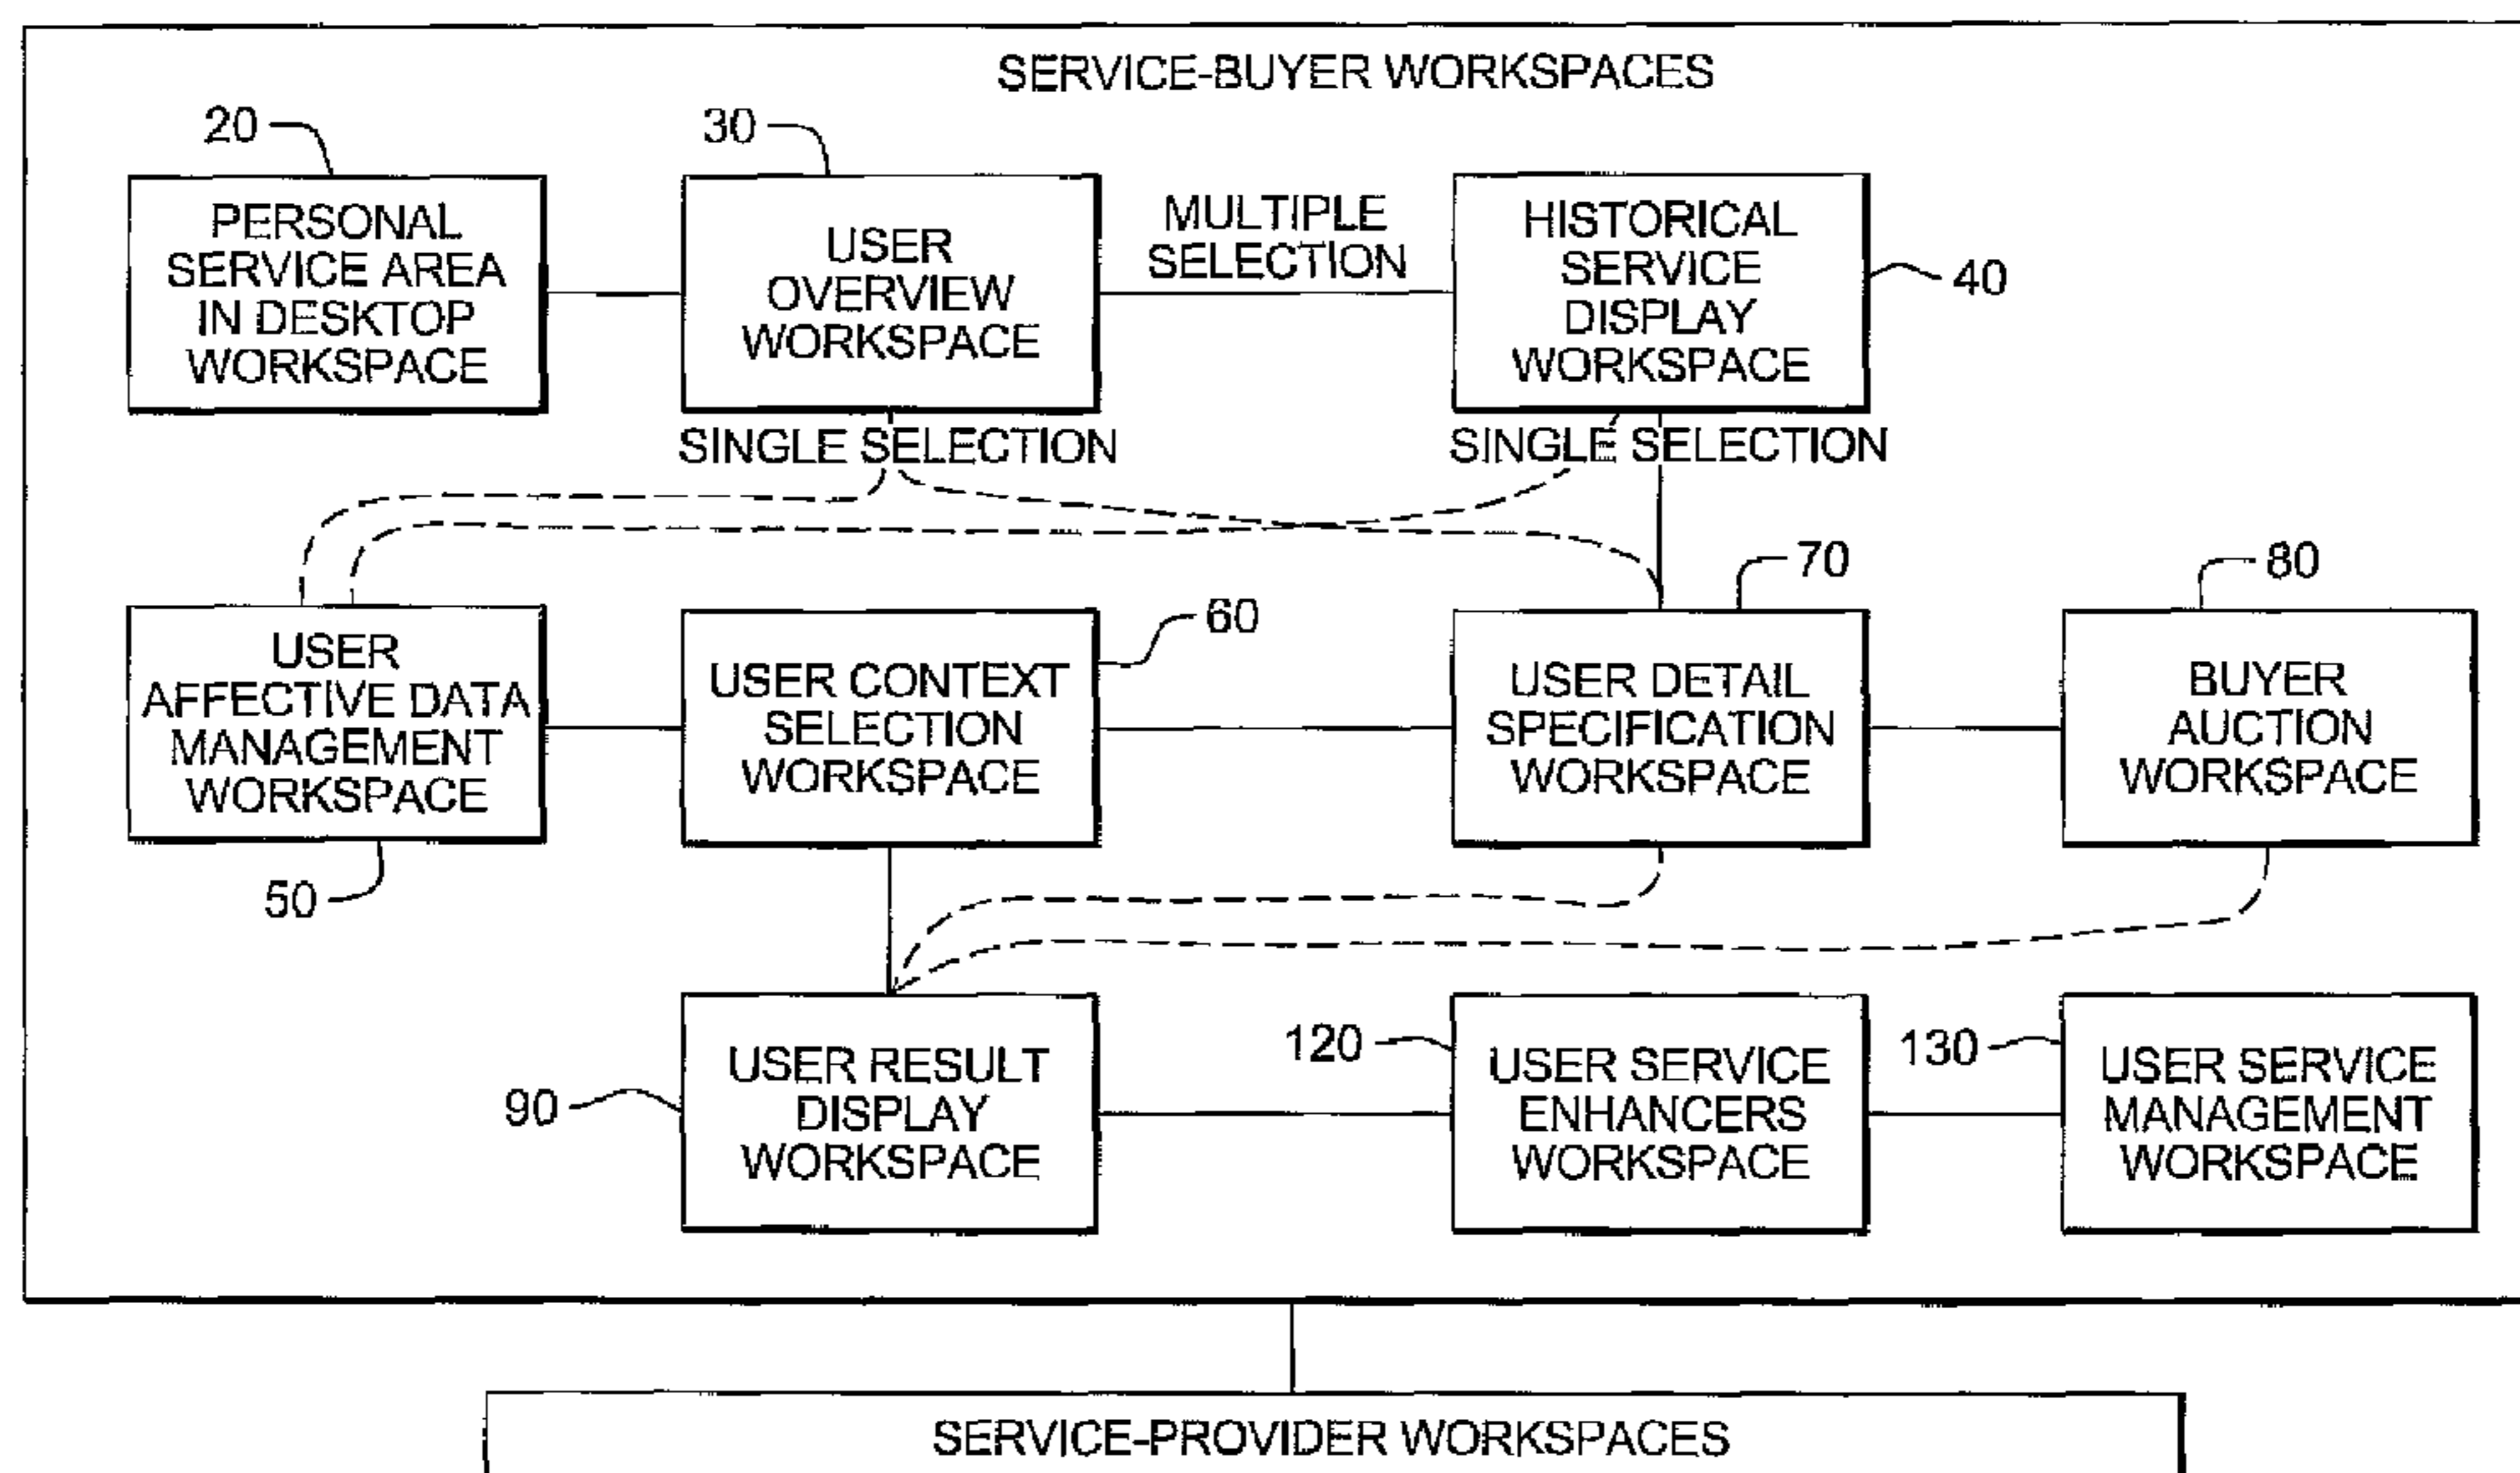 SERVICE-BUYER WORKSPACES
20
30
PERSONAL
SERVICE AREA
IN DESKTOP
WORKSPACE
USER
OVERVIEW
WORKSPACE
MULTIPLE
SELECTION
HISTORICAL
SERVICE
DISPLAY
WORKSPACE
40
SINGLE SELECTION
SINGLE SELECTION
70
80
60
USER
AFFECTIVE DATA
MANAGEMENT
WORKSPACE
USER CONTEXT
SELECTION
WORKSPACE
USER DETAIL
SPECIFICATION
WORKSPACE
BUYER
AUCTION
WORKSPACE
50
90
USER RESULT
DISPLAY
WORKSPACE
120
USER SERVICE
ENHANCERS
WORKSPACE
130
USER SERVICE
MANAGEMENT
WORKSPACE
SERVICE-PROVIDER WORKSPACES